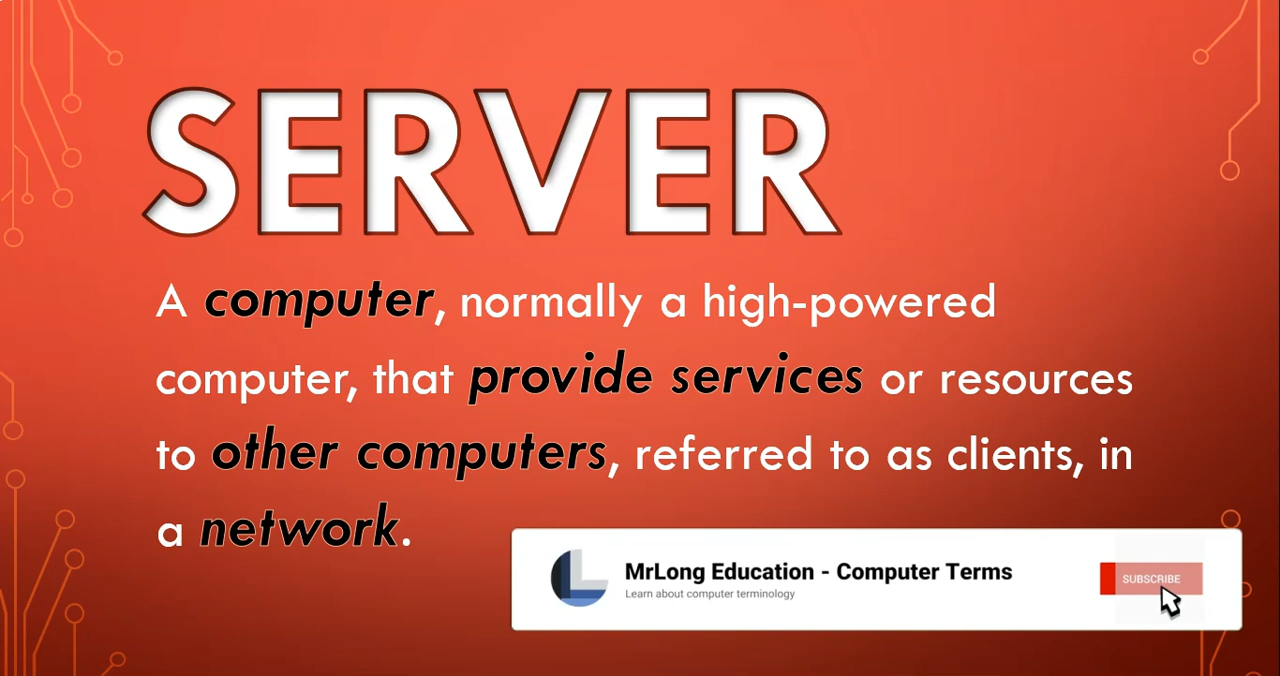 SERVER
A computer, normally a high-powered
computer, that provide services or resources
to other computers, referred to as clients, in
a network.
MrLong Education - Computer Terms
Learn about computer terminology
SUBSCRIBE